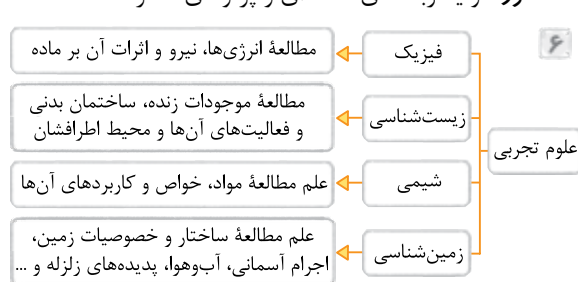 ۶
علوم تجربی
فیزیک
مطالعهٔ انرژی‌ها، نیرو و اثرات آن بر ماده
زیست‌شناسی
مطالعهٔ موجودات زنده، ساختمان بدنی
و فعالیت‌های آن‌ها و محیط اطرافشان
شیمی
علم مطالعهٔ مواد، خواص و کاربردهای آن‌ها
زمین‌شناسی
علم مطالعهٔ ساختار و خصوصیات زمین،
اجرام آسمانی، آب‌وهوا، پدیده‌های زلزله و ...